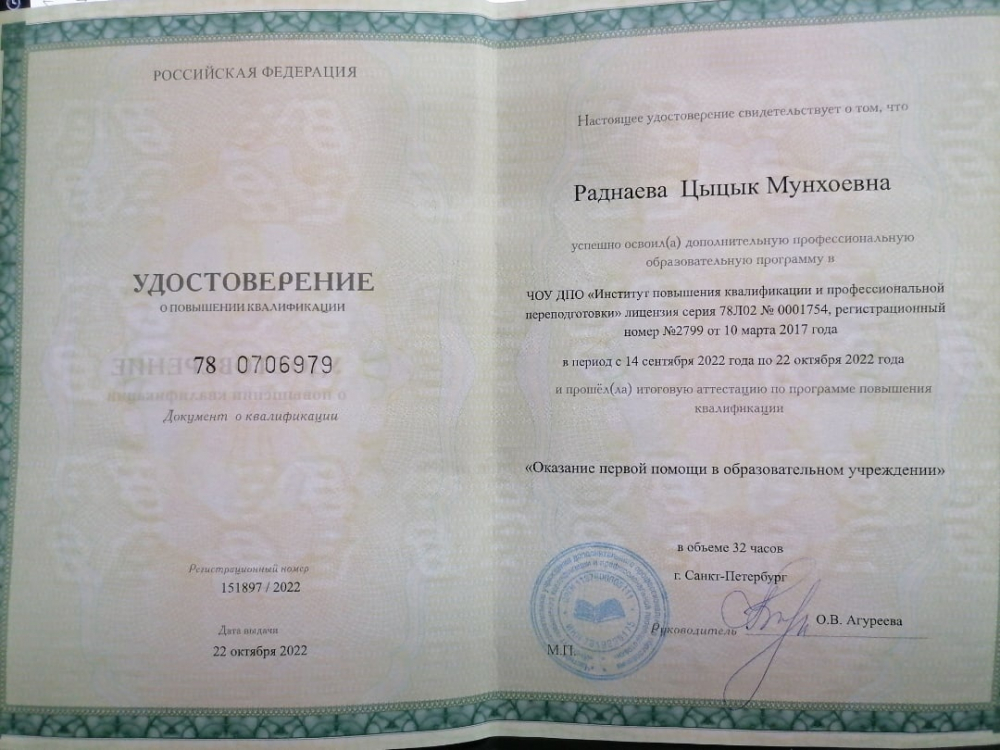 РОССИЙСКАЯ ФЕДЕРАЦИЯ
УДОСТОВЕРЕНИЕ
О ПОВЫШЕНИИ КВАЛИФИКАЦИИ
78 0706979
Документ о квалификации
Регистрационный номер
151897 / 2022
Дата выдачи
22 октября 2022
Настоящее удостоверение свидетельствует о том, что
Раднаева Цыцык Мунхоевна
успешно освоил(а) дополнительную профессиональную
образовательную программу в
ЧОУ ДПО «Институт повышения квалификации и профессиональной
переподготовки» лицензия серия 78Л02 № 0001754, регистрационный
номер №2799 от 10 марта 2017 года
в период с 14 сентября 2022 года по 22 октября 2022 года
и прошёл(ла) итоговую аттестацию по программе повышения
квалификации
«Оказание первой помощи в образовательном учреждении»
в объеме 32 часов
г. Санкт-Петербург
Руководитель О.В. Агуреева
М.П.